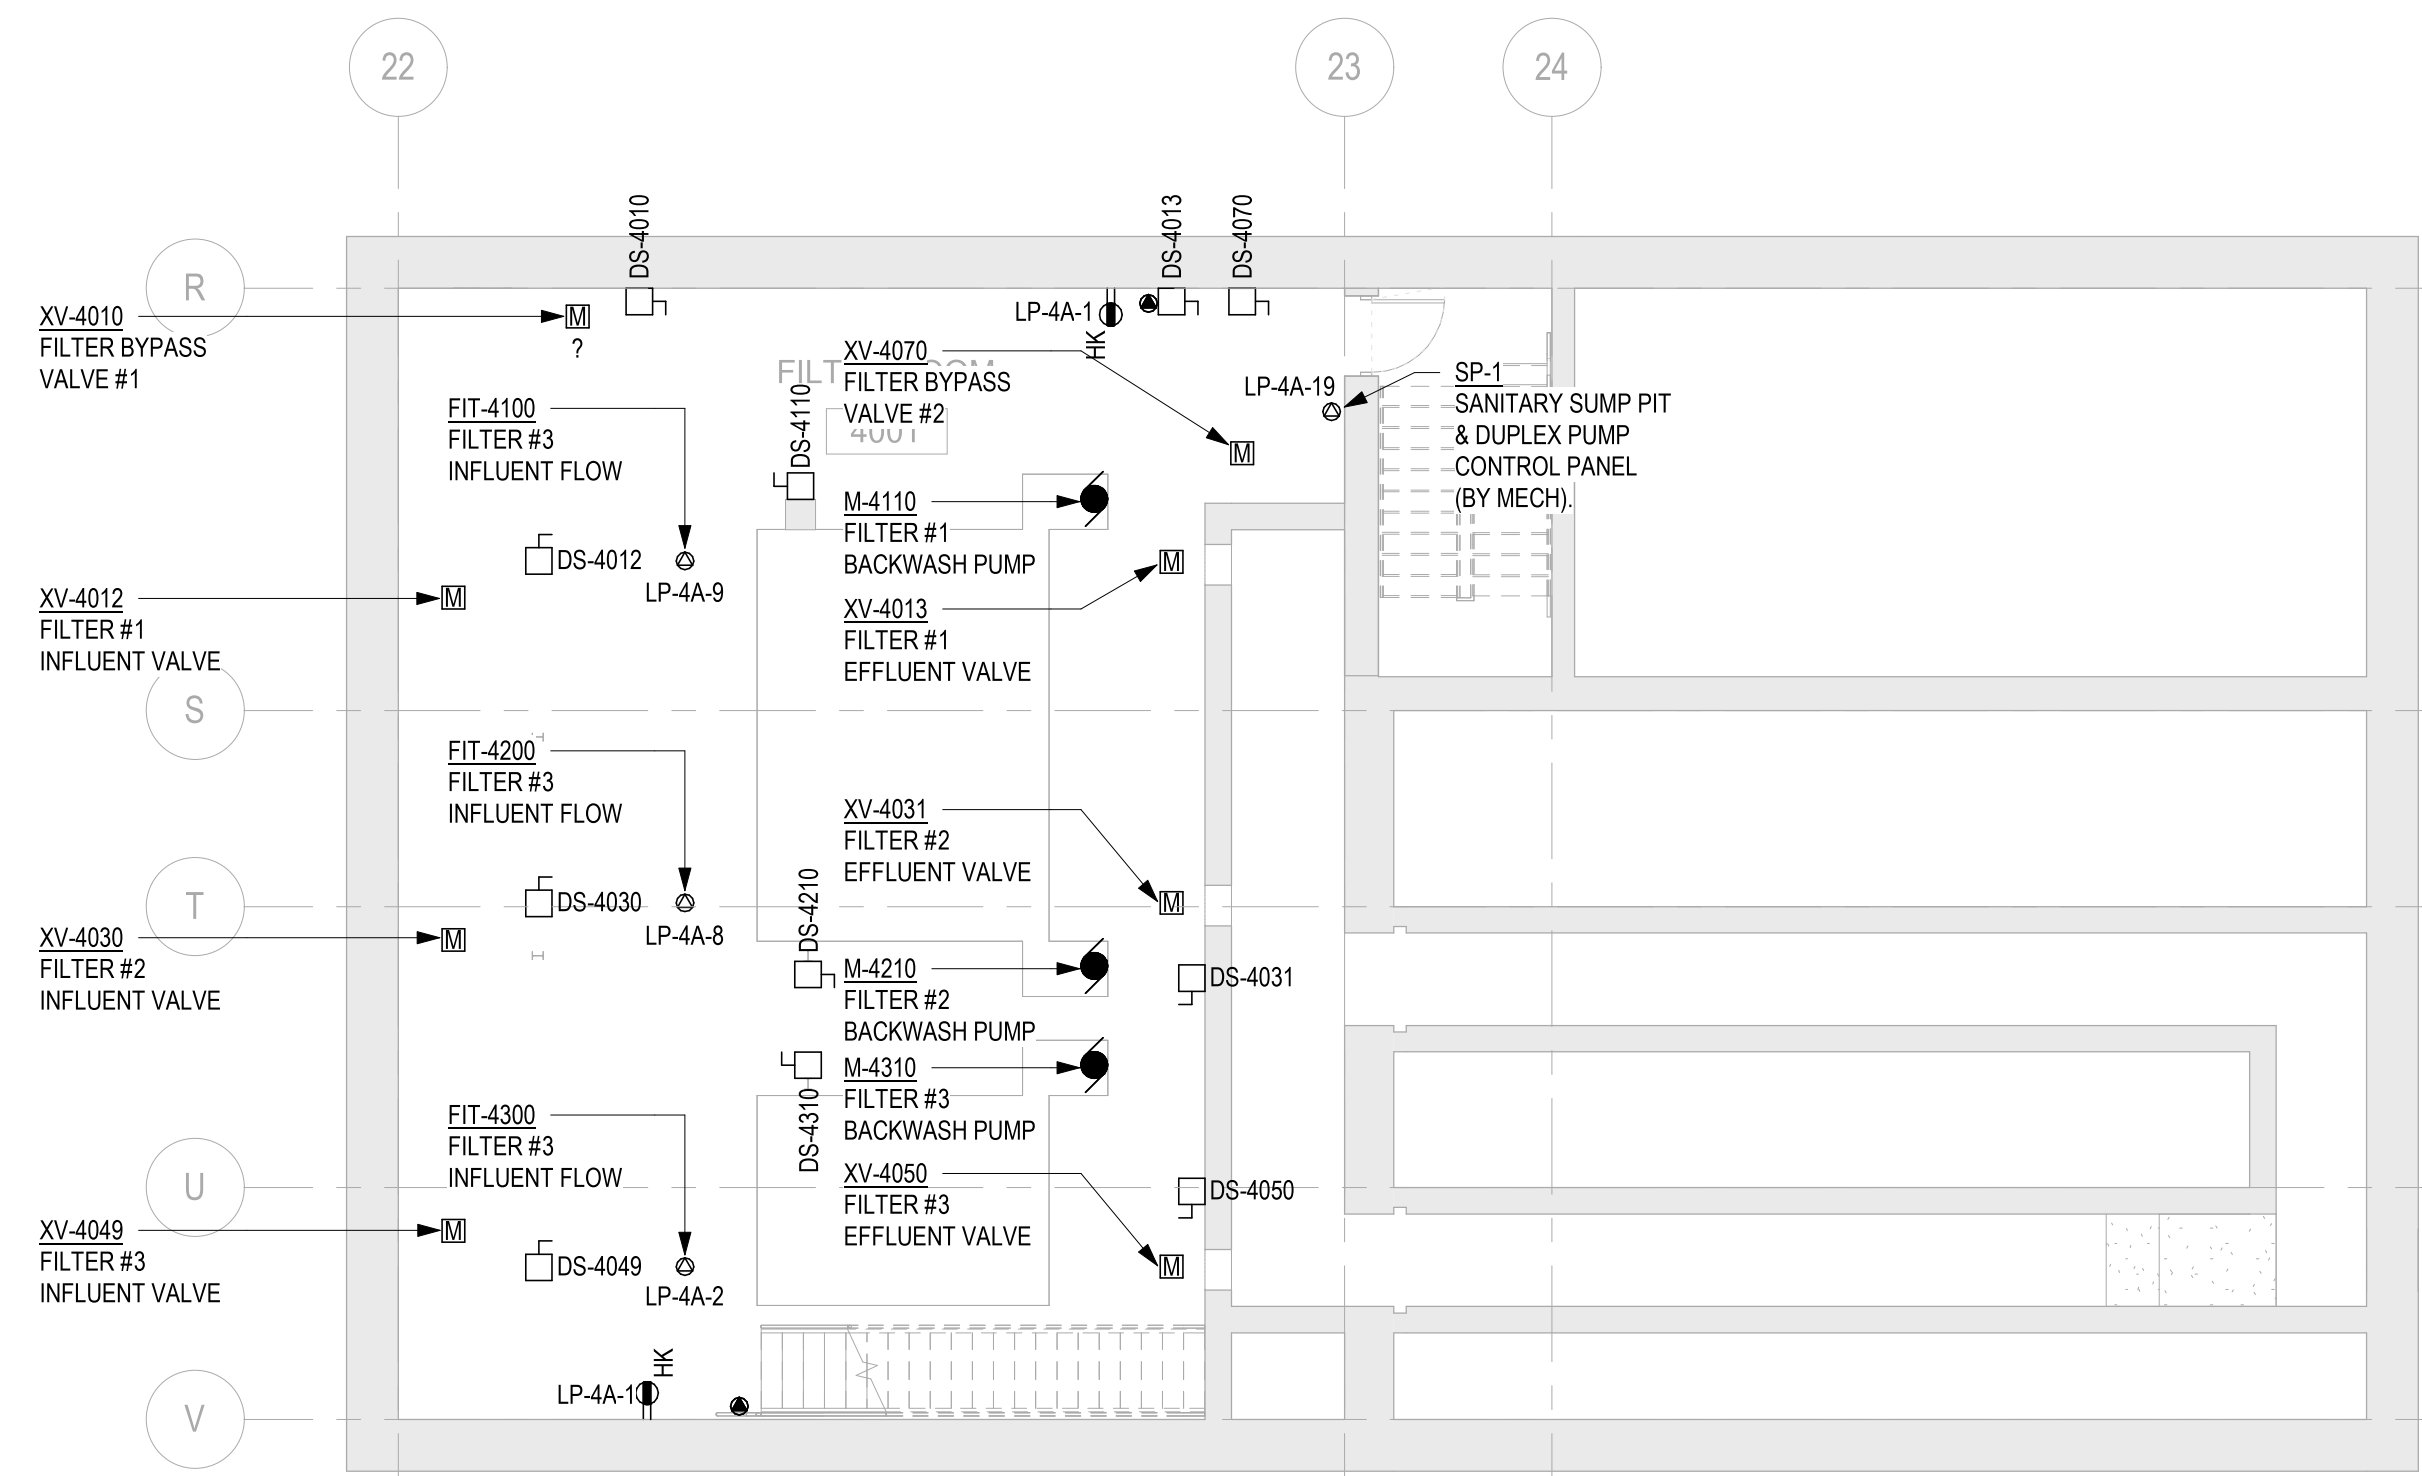 22
23
24
DS-4010
DS-4013
DS-4070
R
XV-4010
FILTER BYPASS
VALVE #1
M
?
LP-4A-1
HK
XV-4070
FILTER BYPASS
VALVE #2
M
4001
LP-4A-19
SP-1
SANITARY SUMP PIT
& DUPLEX PUMP
CONTROL PANEL
(BY MECH).
FIT-4100
FILTER #3
INFLUENT FLOW
DS-4110
M-4110
FILTER #1
BACKWASH PUMP
DS-4012
LP-4A-9
XV-4012
FILTER #1
INFLUENT VALVE
M
XV-4013
FILTER #1
EFFLUENT VALVE
M
S
FIT-4200
FILTER #3
INFLUENT FLOW
XV-4031
FILTER #2
EFFLUENT VALVE
M
T
DS-4030
LP-4A-8
DS-4210
XV-4030
FILTER #2
INFLUENT VALVE
M
M-4210
FILTER #2
BACKWASH PUMP
DS-4031
M-4310
FILTER #3
BACKWASH PUMP
DS-4310
FIT-4300
FILTER #3
INFLUENT FLOW
U
XV-4050
FILTER #3
EFFLUENT VALVE
M
DS-4050
XV-4049
FILTER #3
INFLUENT VALVE
M
DS-4049
LP-4A-2
HK
LP-4A-1
V